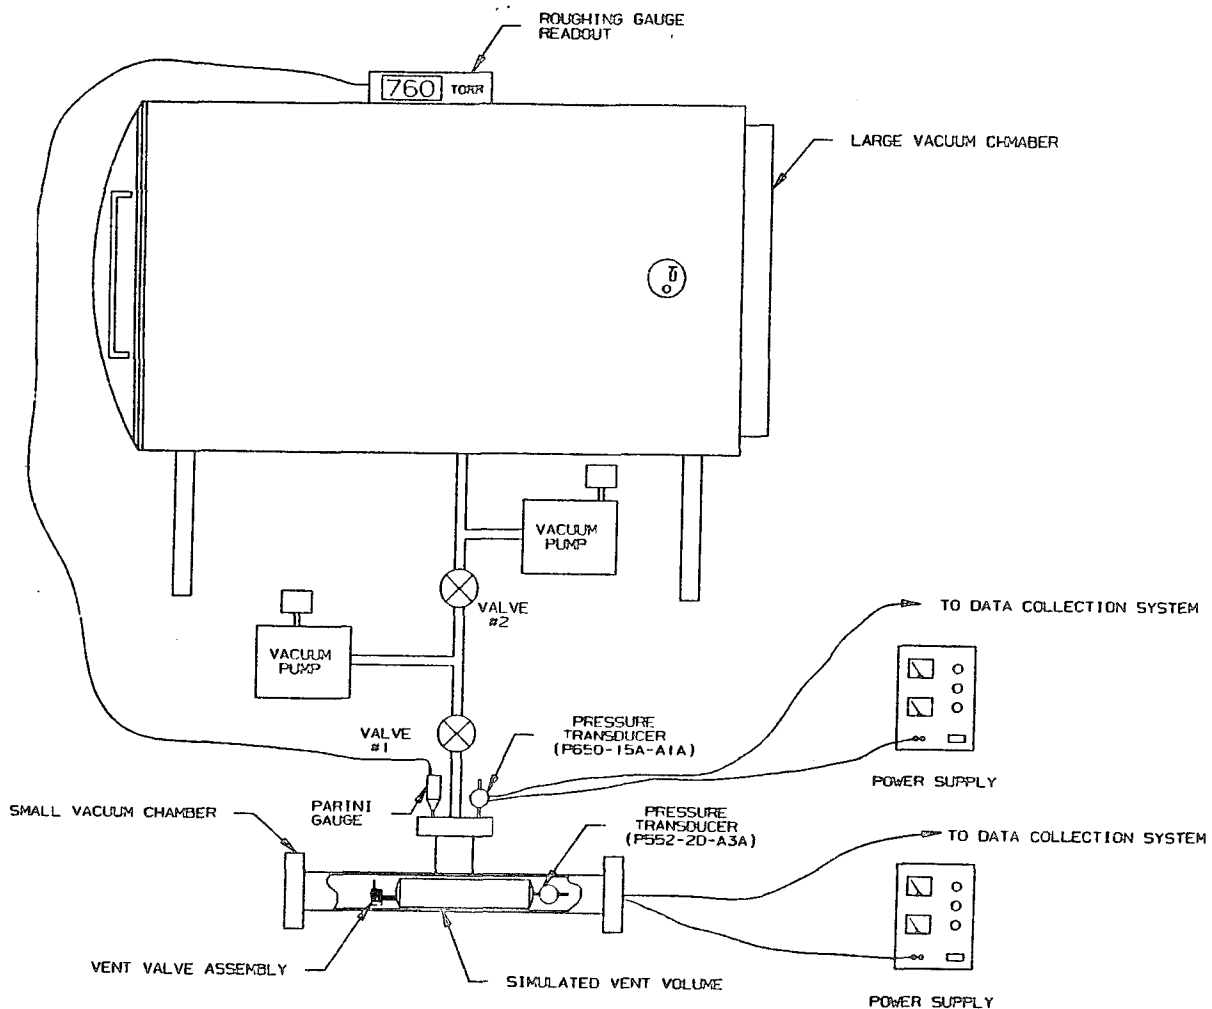 ROUGHING GAUGE
READOUT
760 TORR
LARGE VACUUM CHMABER
VACUUM
PUMP
VALVE
#2
TO DATA COLLECTION SYSTEM
VACUUM
PUMP
VALVE
#1
PRESSURE
TRANSDUCER
(P650-15A-A1A)
POWER SUPPLY
PARINI
GAUGE
SMALL VACUUM CHAMBER
PRESSURE
TRANSDUCER
(P552-2D-A3A)
TO DATA COLLECTION SYSTEM
VENT VALVE ASSEMBLY
SIMULATED VENT VOLUME
POWER SUPPLY